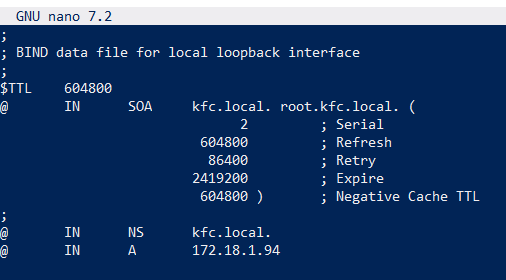 GNU nano 7.2
;
; BIND data file for local loopback interface
;
$TTL    604800
@       IN      SOA     kfc.local. root.kfc.local. (
                              2         ; Serial
                         604800         ; Refresh
                          86400         ; Retry
                        2419200         ; Expire
                         604800 )       ; Negative Cache TTL
;
@       IN      NS      kfc.local.
@       IN      A       172.18.1.94